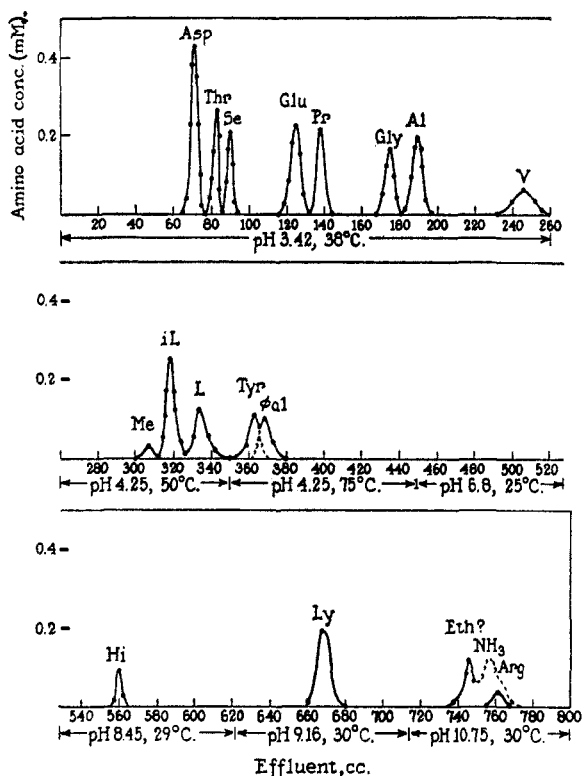 Amino acid conc. (mM).
0.4
0.2
Asp
Thr
Se
Glu
Pr
Gly
Al
V
20 40 60 80 100 120 140 160 180 200 220 240 260
pH 3.42, 38°C.
0.4
0.2
Me
iL
L
Tyr
φal
280 300 320 340 360 380 400 420 440 460 480 500 520
pH 4.25, 50°C. pH 4.25, 75°C. pH 6.8, 25°C
0.4
0.2
Hi
Ly
Eth?
NH3
Arg
540 560 580 600 620 640 660 680 700 720 740 760 780 800
pH 8.45, 29°C. pH 9.16, 30°C. pH 10.75, 30°C.
Effluent, cc.